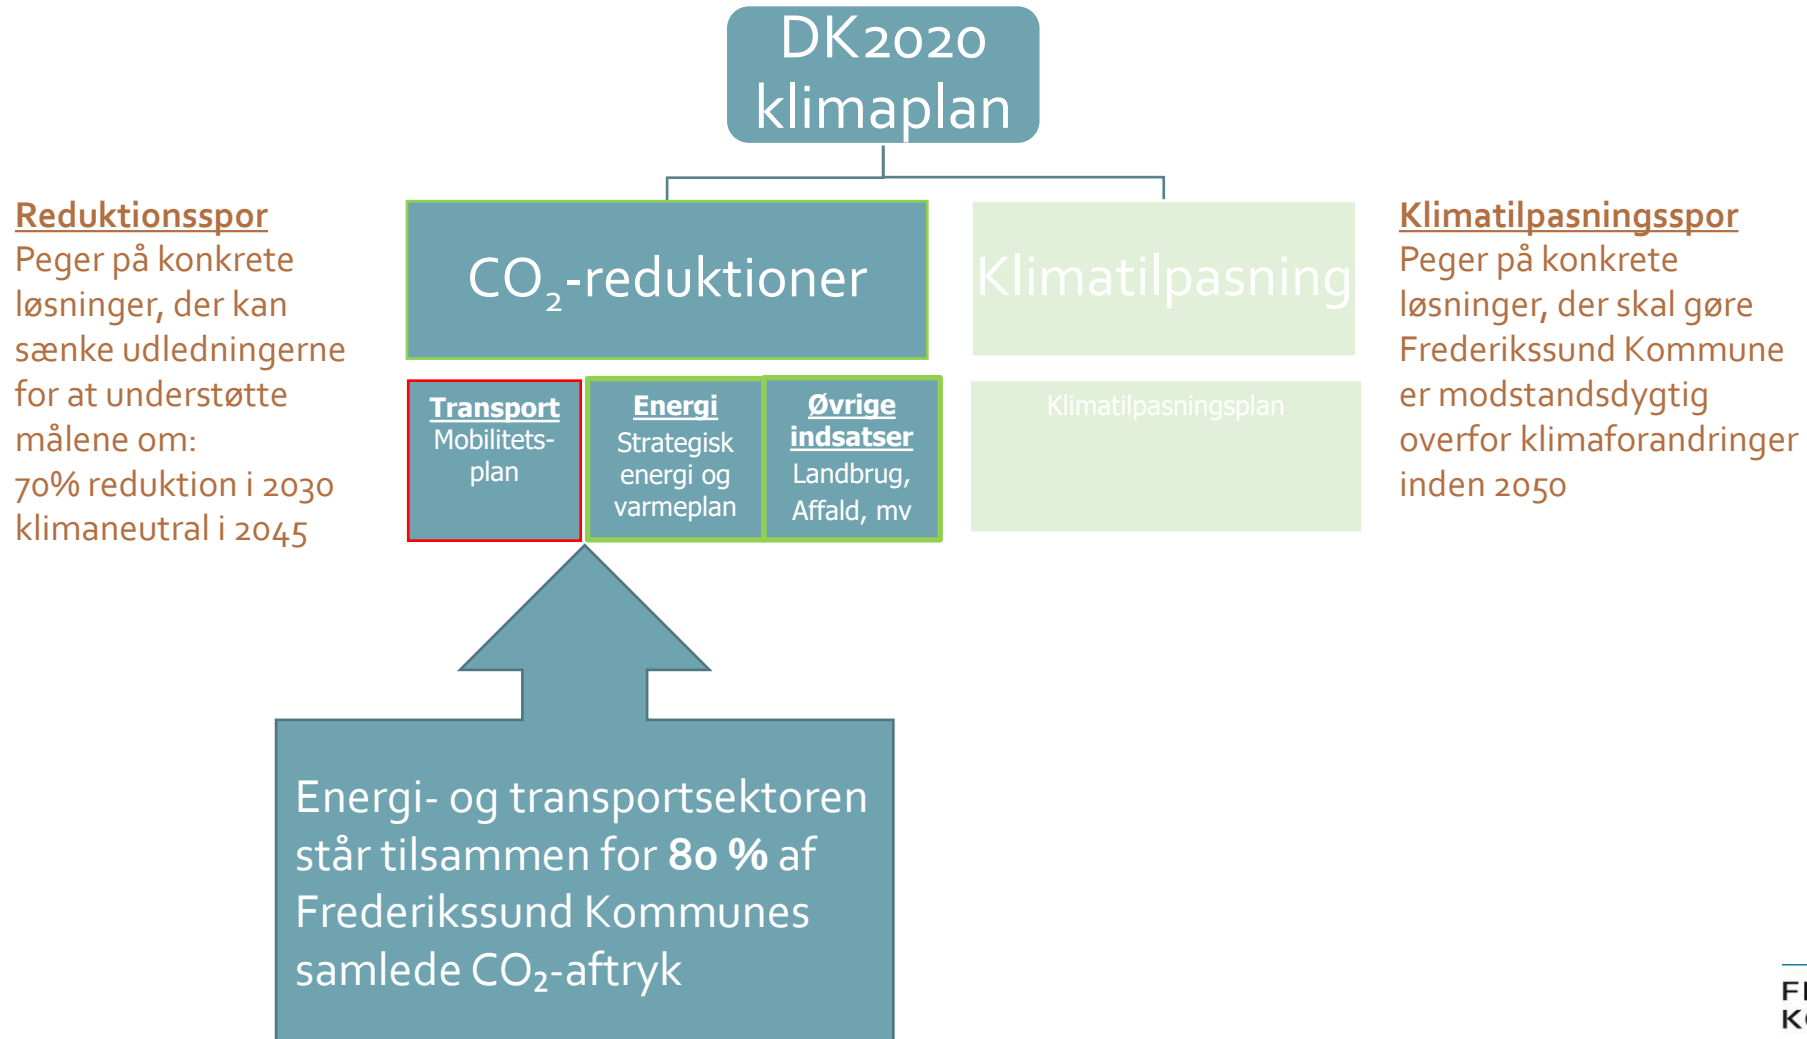 DK2020
klimaplan
Reduktionsspor
Peger på konkrete
løsninger, der kan
sænke udledningerne
for at understøtte
målene om:
70% reduktion i 2030
klimaneutral i 2045
CO₂-reduktioner
Klimatilpasning
Klimatilpasningsspor
Peger på konkrete
løsninger, der skal gøre
Frederikssund Kommune
er modstandsdygtig
overfor klimaforandringer
inden 2050
Transport
Mobilitets-
plan
Energi
Strategisk
energi og
varmeplan
Øvrige
indsatser
Landbrug,
Affald, mv
Klimatilpasningsplan
Energi- og transportsektoren
står tilsammen for 80 % af
Frederikssund Kommunes
samlede CO₂-aftryk